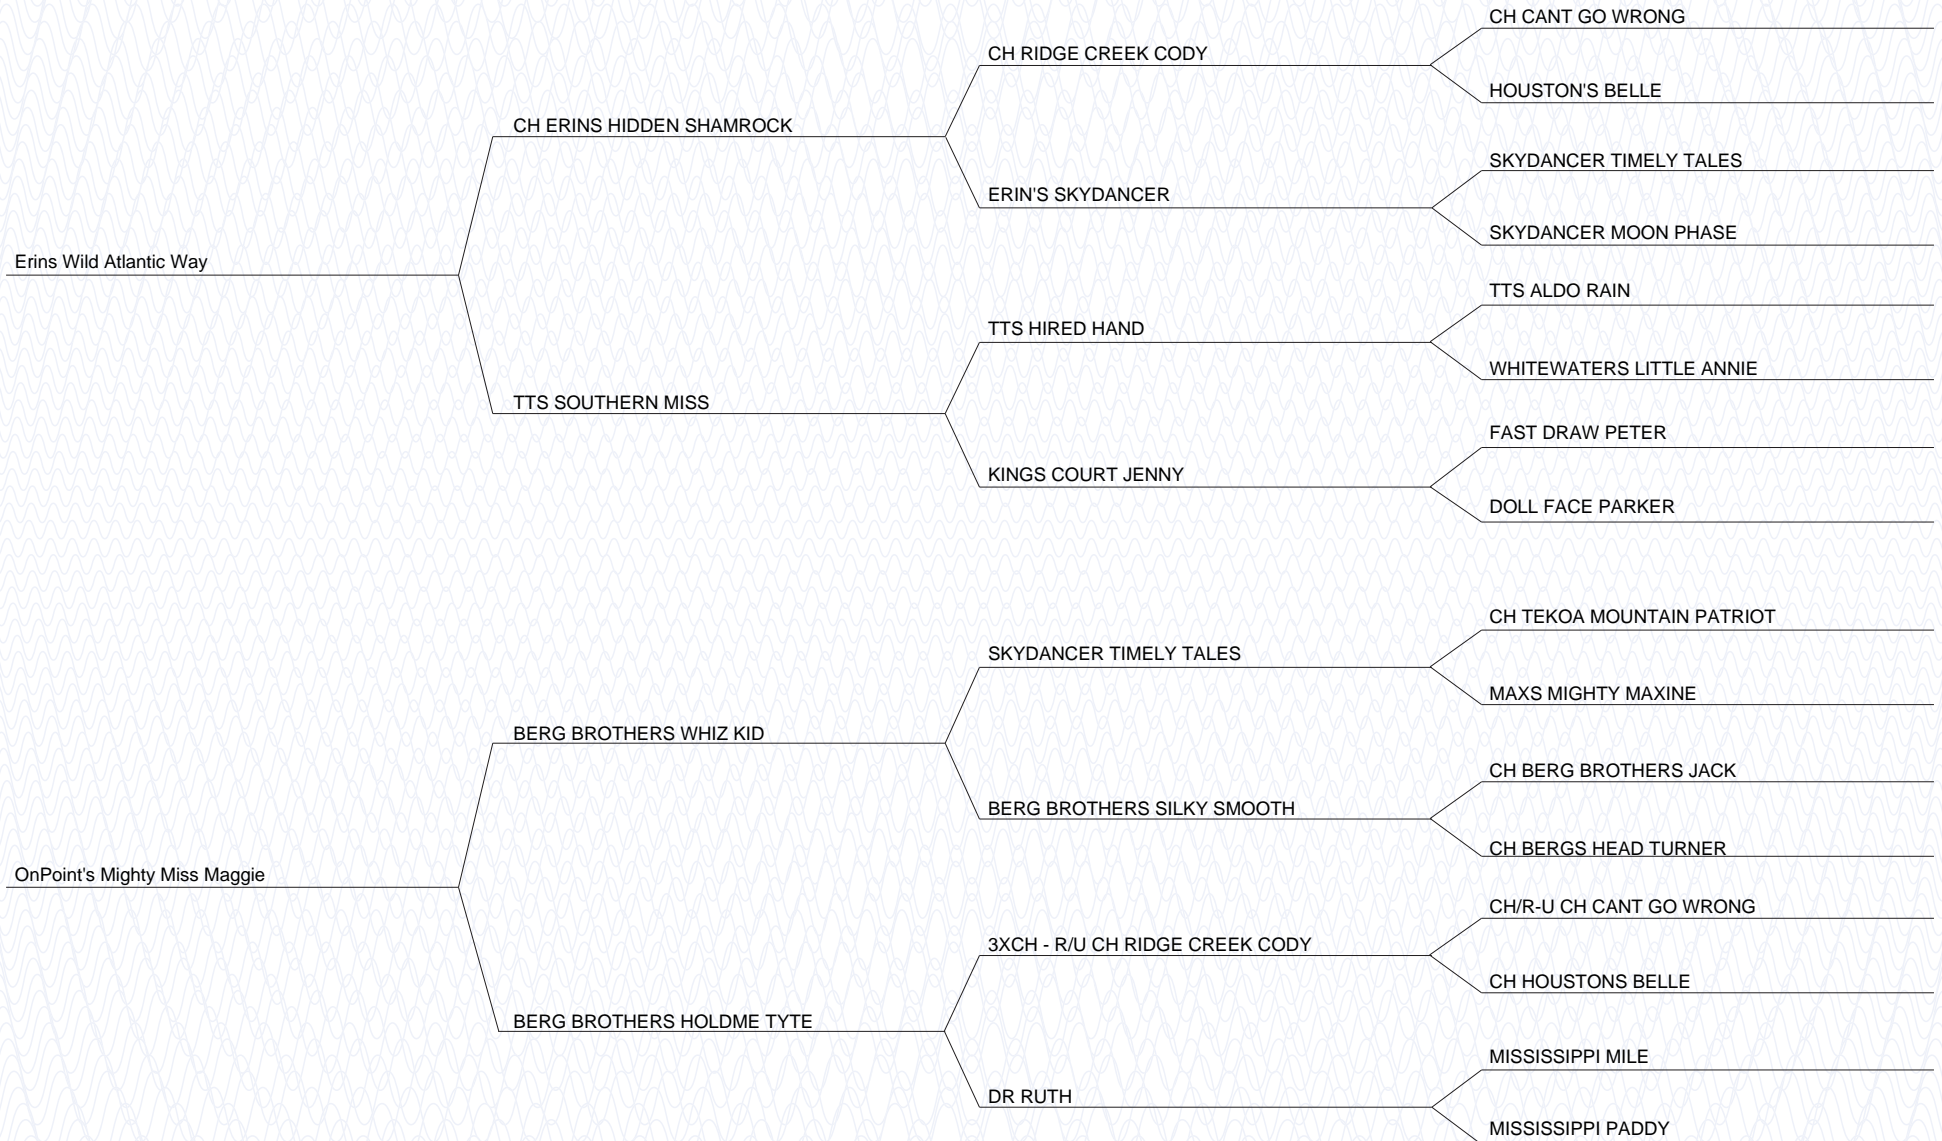 CH CANT GO WRONG
CH RIDGE CREEK CODY
HOUSTON'S BELLE
CH ERINS HIDDEN SHAMROCK
SKYDANCER TIMELY TALES
ERIN'S SKYDANCER
SKYDANCER MOON PHASE
Erins Wild Atlantic Way
TTS ALDO RAIN
TTS HIRED HAND
WHITEWATERS LITTLE ANNIE
TTS SOUTHERN MISS
FAST DRAW PETER
KINGS COURT JENNY
DOLL FACE PARKER
CH TEKOA MOUNTAIN PATRIOT
SKYDANCER TIMELY TALES
MAXS MIGHTY MAXINE
BERG BROTHERS WHIZ KID
CH BERG BROTHERS JACK
BERG BROTHERS SILKY SMOOTH
CH BERGS HEAD TURNER
OnPoint's Mighty Miss Maggie
CH/R-U CH CANT GO WRONG
3XCH - R/U CH RIDGE CREEK CODY
CH HOUSTONS BELLE
BERG BROTHERS HOLDME TYTE
MISSISSIPPI MILE
DR RUTH
MISSISSIPPI PADDY